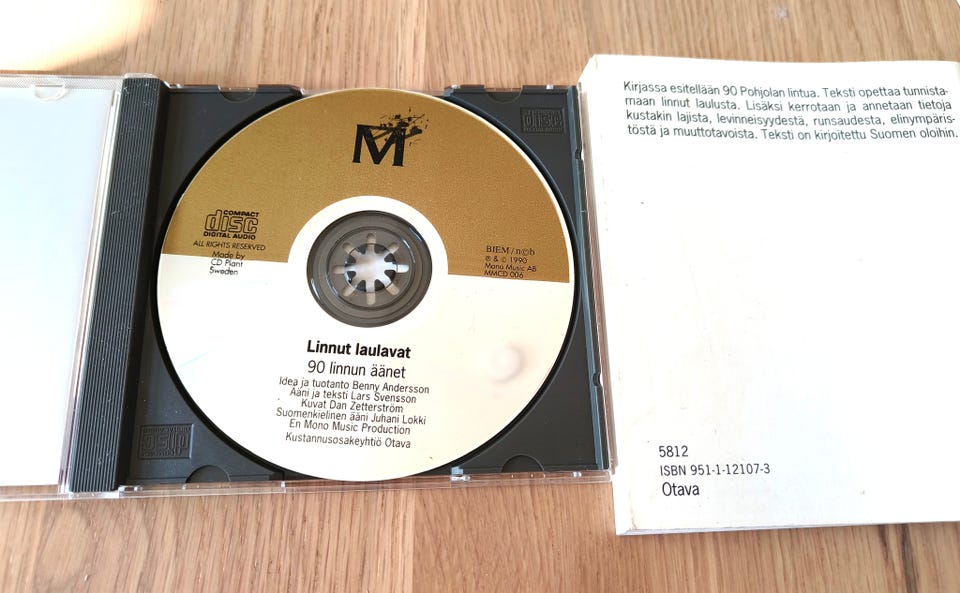 M
COMPACT
disc
DIGITAL AUDIO
ALL RIGHTS RESERVED
Made by
CD Plant
Sweden
BIEM / n©b
℗ & © 1990
Mono Music AB
MMCD 006
Linnut laulavat
90 linnun äänet
Idea ja tuotanto Benny Andersson
Ääni ja teksti Lars Svensson
Kuvat Dan Zetterström
Suomenkielinen ääni Juhani Lokki
En Mono Music Production
Kustannusosakeyhtiö Otava
disc
disc
Kirjassa esitellään 90 Pohjolan lintua. Teksti opettaa tunnista-
maan linnut laulusta. Lisäksi kerrotaan ja annetaan tietoja
kustakin lajista, levinneisyydestä, runsaudesta, elinympäris-
töstä ja muuttotavoista. Teksti on kirjoitettu Suomen oloihin.
5812
ISBN 951-1-12107-3
Otava